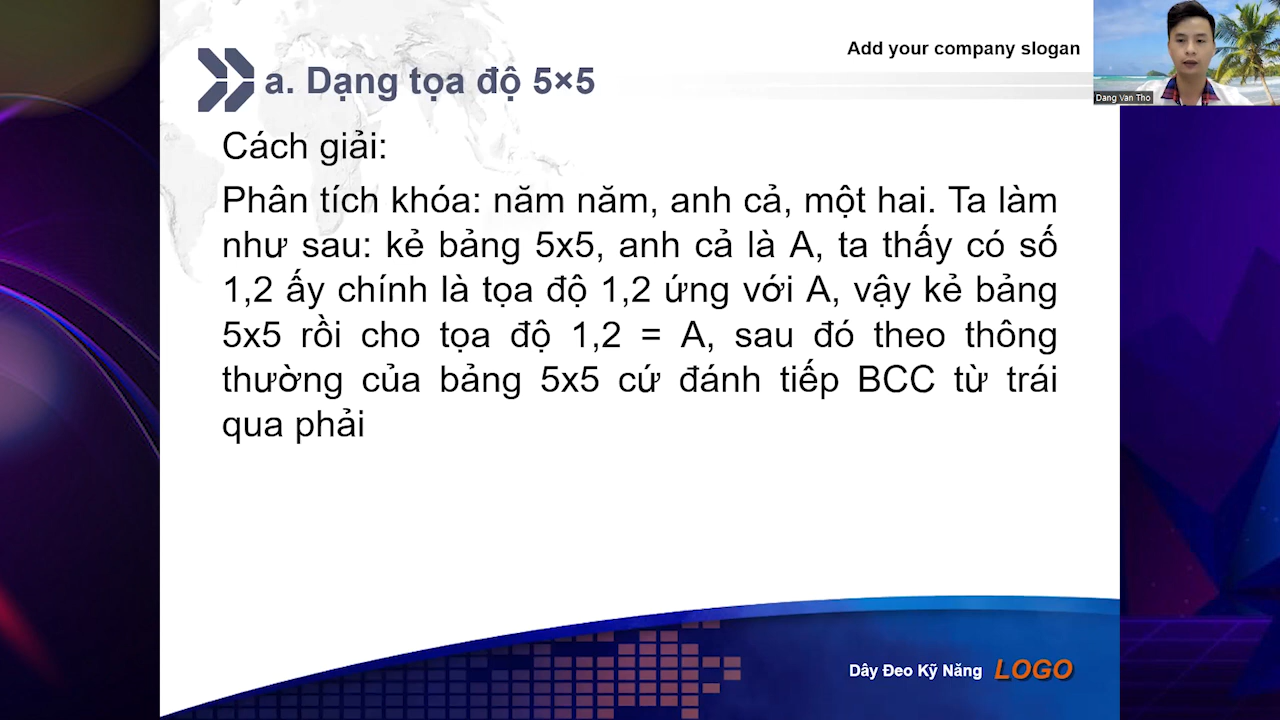 Add your company slogan
a. Dạng tọa độ 5×5
Dang Van Tho
Cách giải:
Phân tích khóa: năm năm, anh cả, một hai. Ta làm
như sau: kẻ bảng 5x5, anh cả là A, ta thấy có số
1,2 ấy chính là tọa độ 1,2 ứng với A, vậy kẻ bảng
5x5 rồi cho tọa độ 1,2 = A, sau đó theo thông
thường của bảng 5x5 cứ đánh tiếp BCC từ trái
qua phải
Dây Đeo Kỹ Năng LOGO